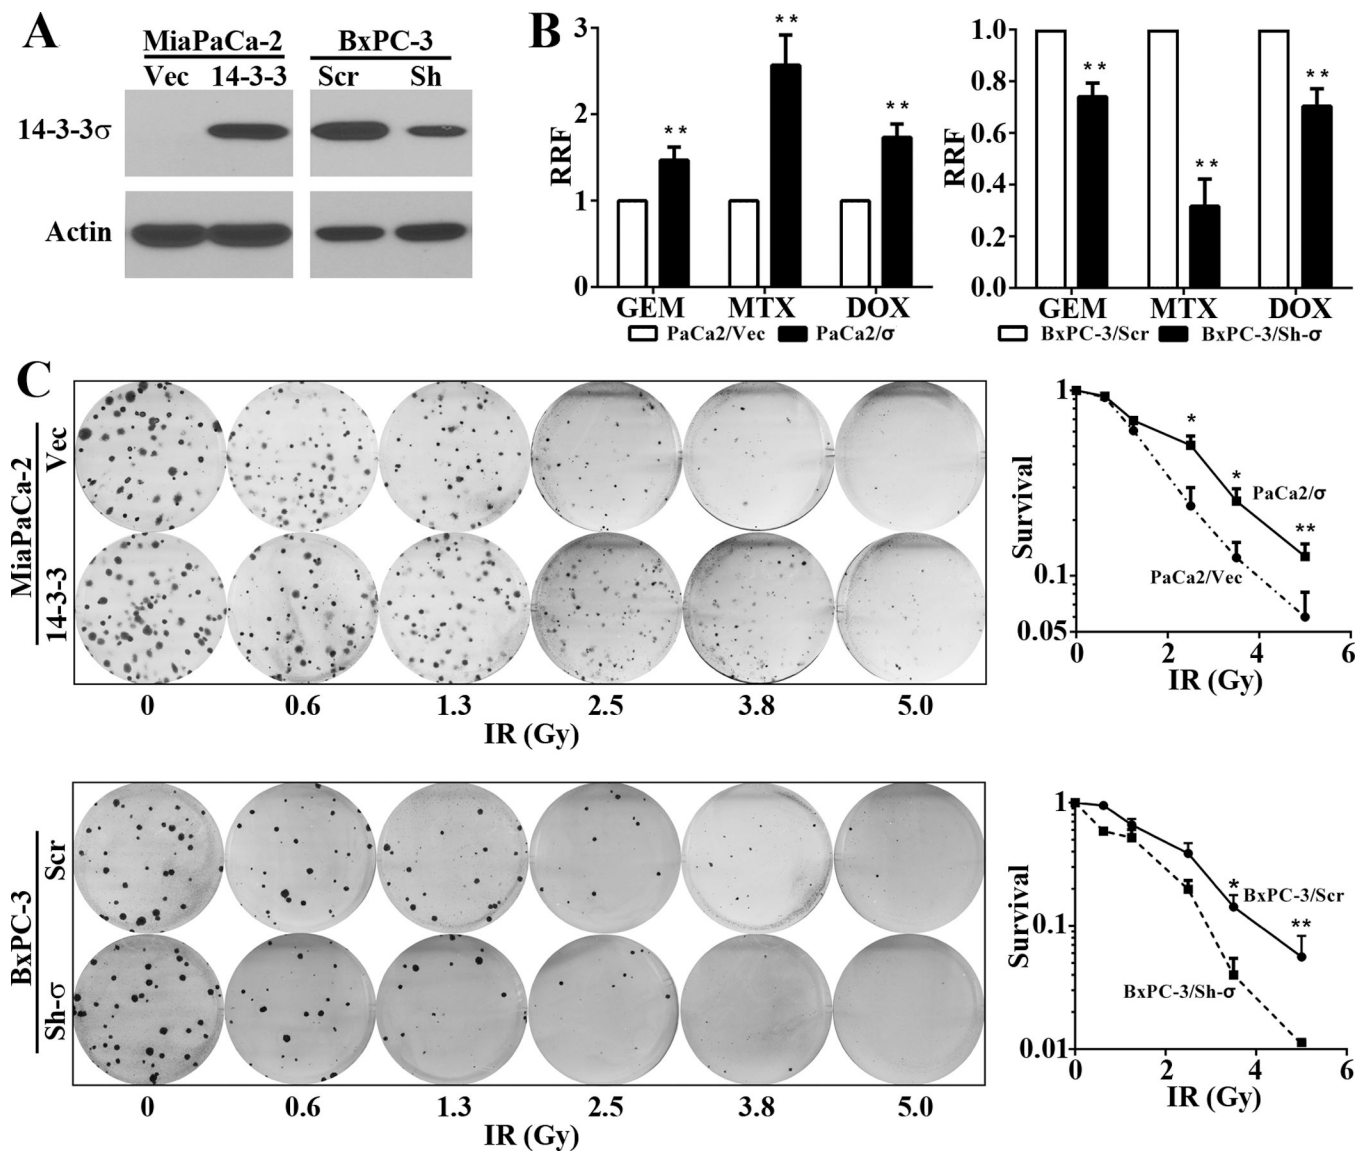 A
MiaPaCa-2 BxPC-3
Vec 14-3-3 Scr Sh
14-3-3σ
Actin
B
RRF
3
2
1
0
** ** **
GEM MTX DOX
PaCa2/Vec PaCa2/σ
RRF
1.0
0.8
0.6
0.4
0.2
0.0
** ** **
GEM MTX DOX
BxPC-3/Scr BxPC-3/Sh-σ
C
MiaPaCa-2
Vec
14-3-3
0 0.6 1.3 2.5 3.8 5.0
IR (Gy)
Survival
1
0.1
0.05
* * **
PaCa2/σ
PaCa2/Vec
0 2 4 6
IR (Gy)
BxPC-3
Scr
Sh-σ
0 0.6 1.3 2.5 3.8 5.0
IR (Gy)
Survival
1
0.1
0.01
* **
BxPC-3/Scr
BxPC-3/Sh-σ
0 2 4 6
IR (Gy)